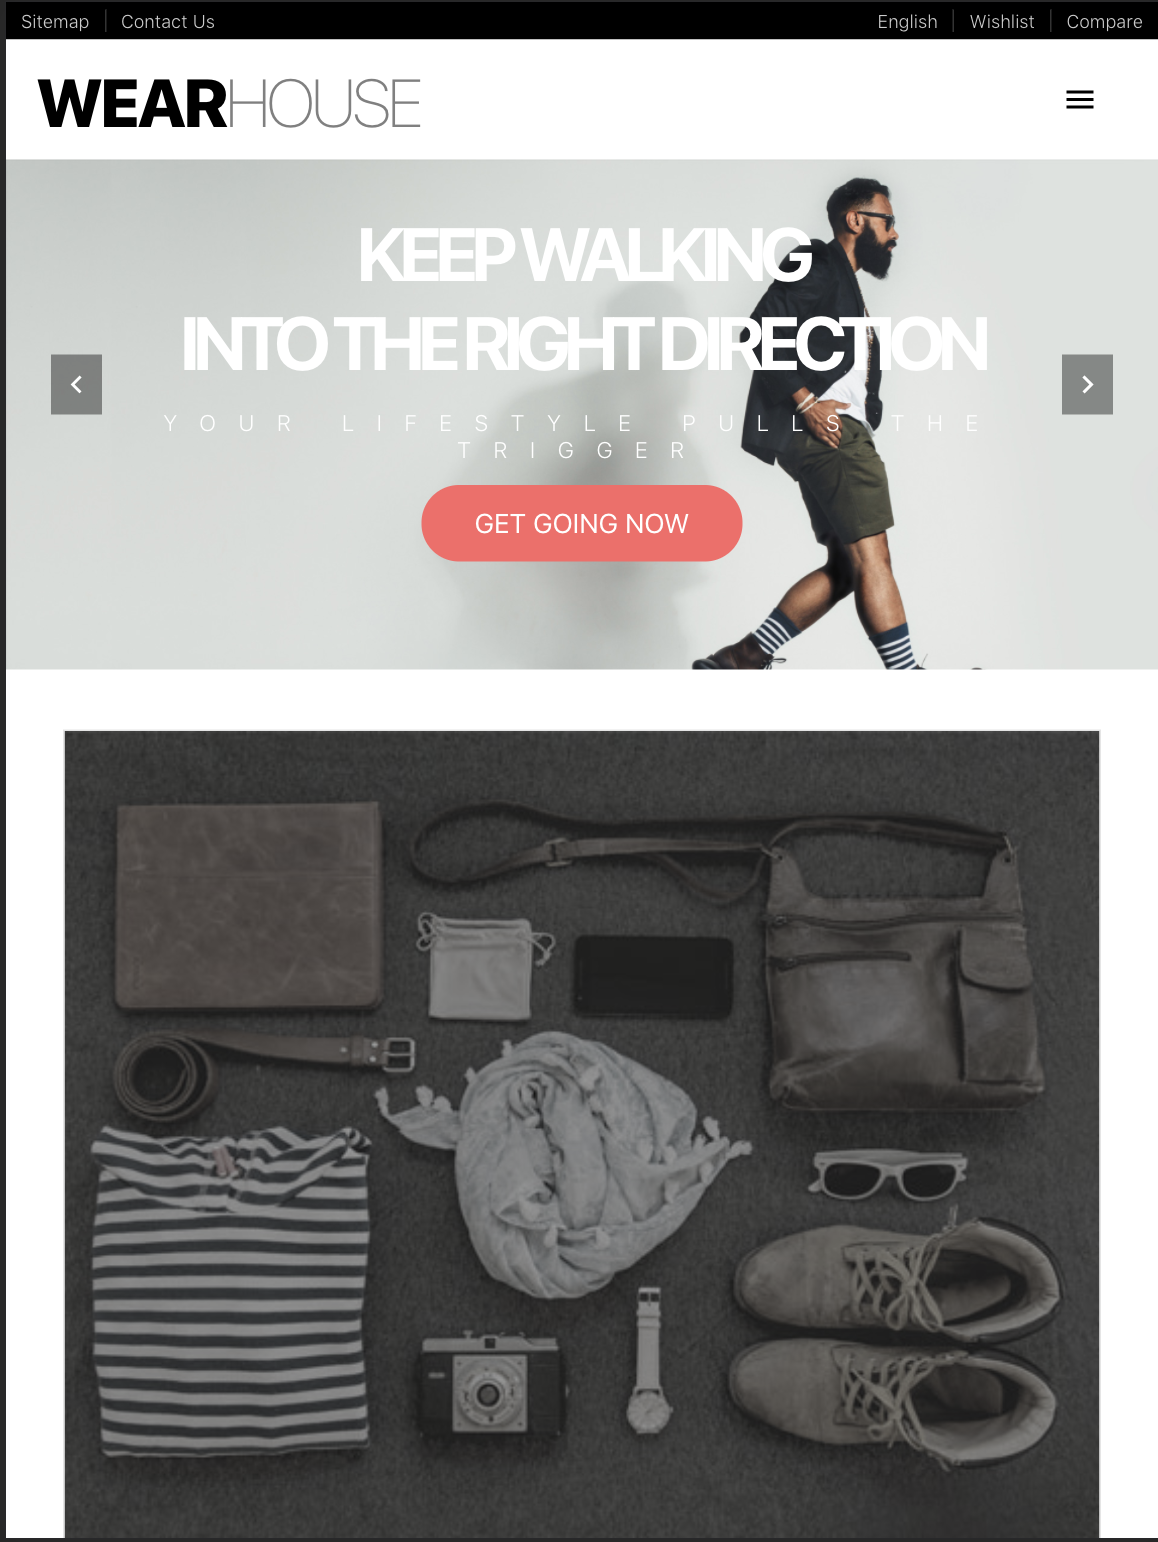 Sitemap Contact Us English Wishlist Compare
WEARHOUSE
KEEP WALKING
INTO THE RIGHT DIRECTION
YOUR LIFESTYLE PULLS THE
TRIGGER
GET GOING NOW